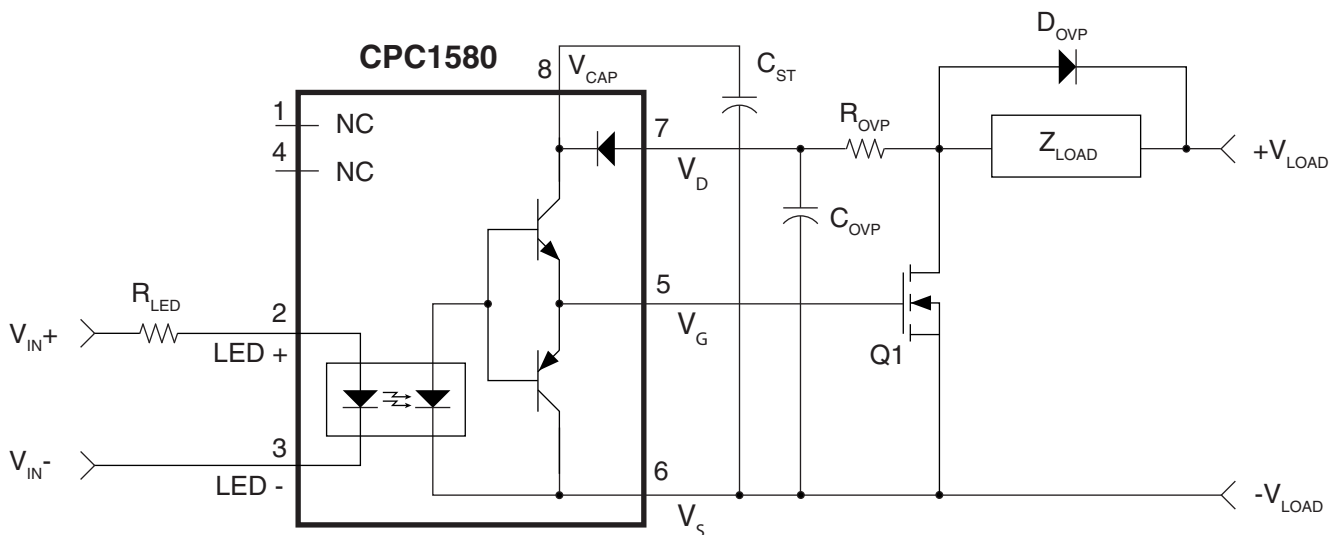 CPC1580
8
V_CAP
C_ST
D_OVP
1
NC
4
NC
7
V_D
R_OVP
Z_LOAD
+V_LOAD
C_OVP
R_LED
V_IN+
2
LED +
5
V_G
Q1
V_IN-
3
LED -
6
V_S
-V_LOAD